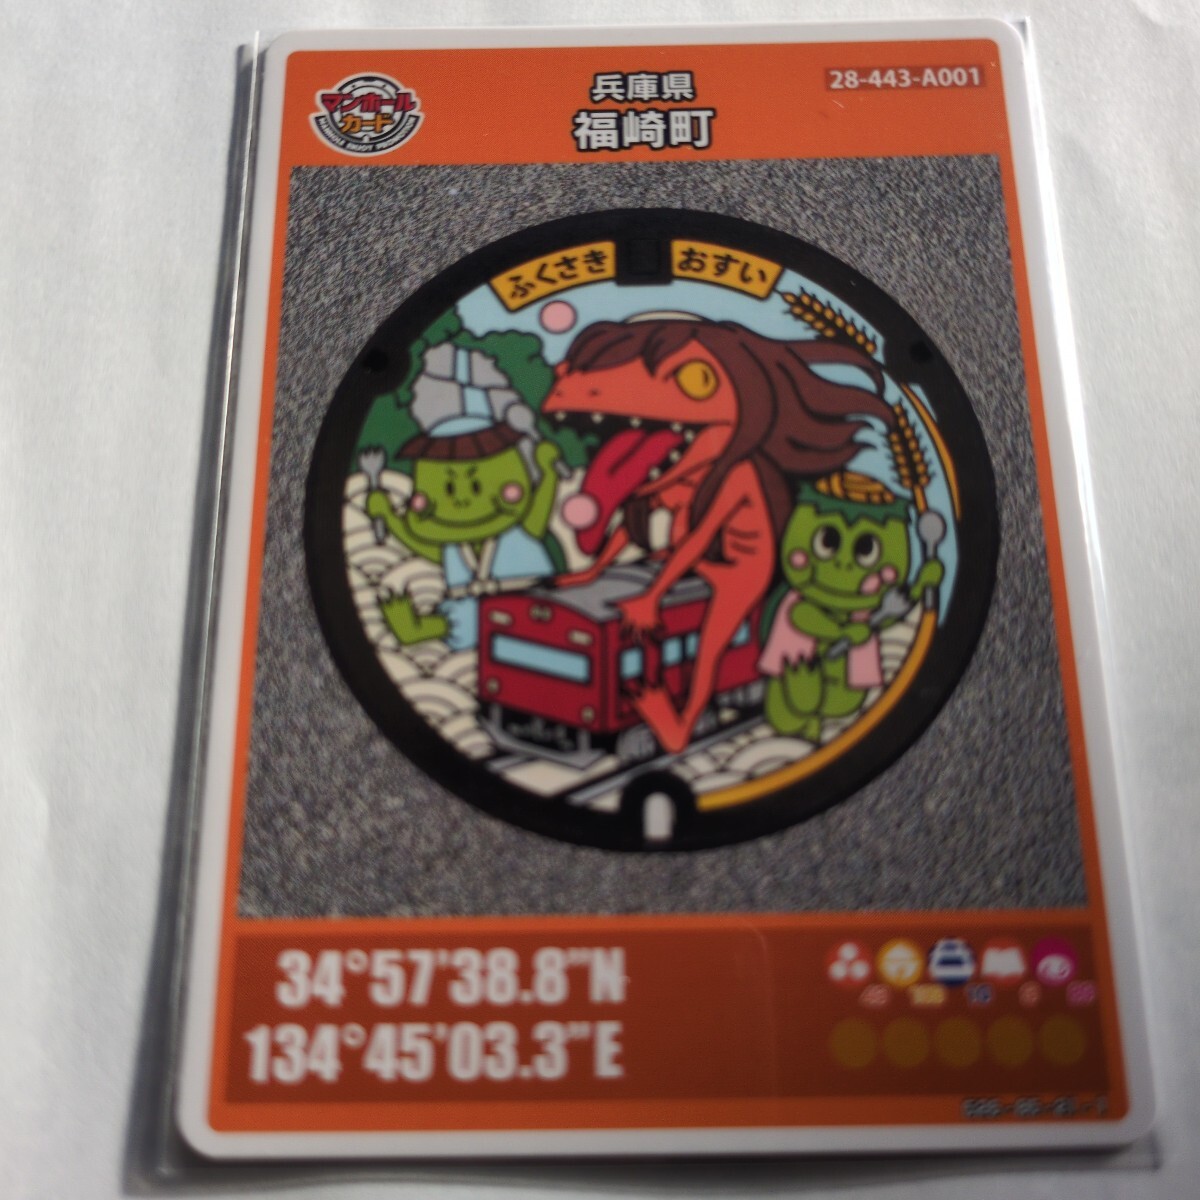 マンホール
カード
兵庫県
福崎町
28-443-A001
ふくさき
おすい
34°57'38.8"N
134°45'03.3"E